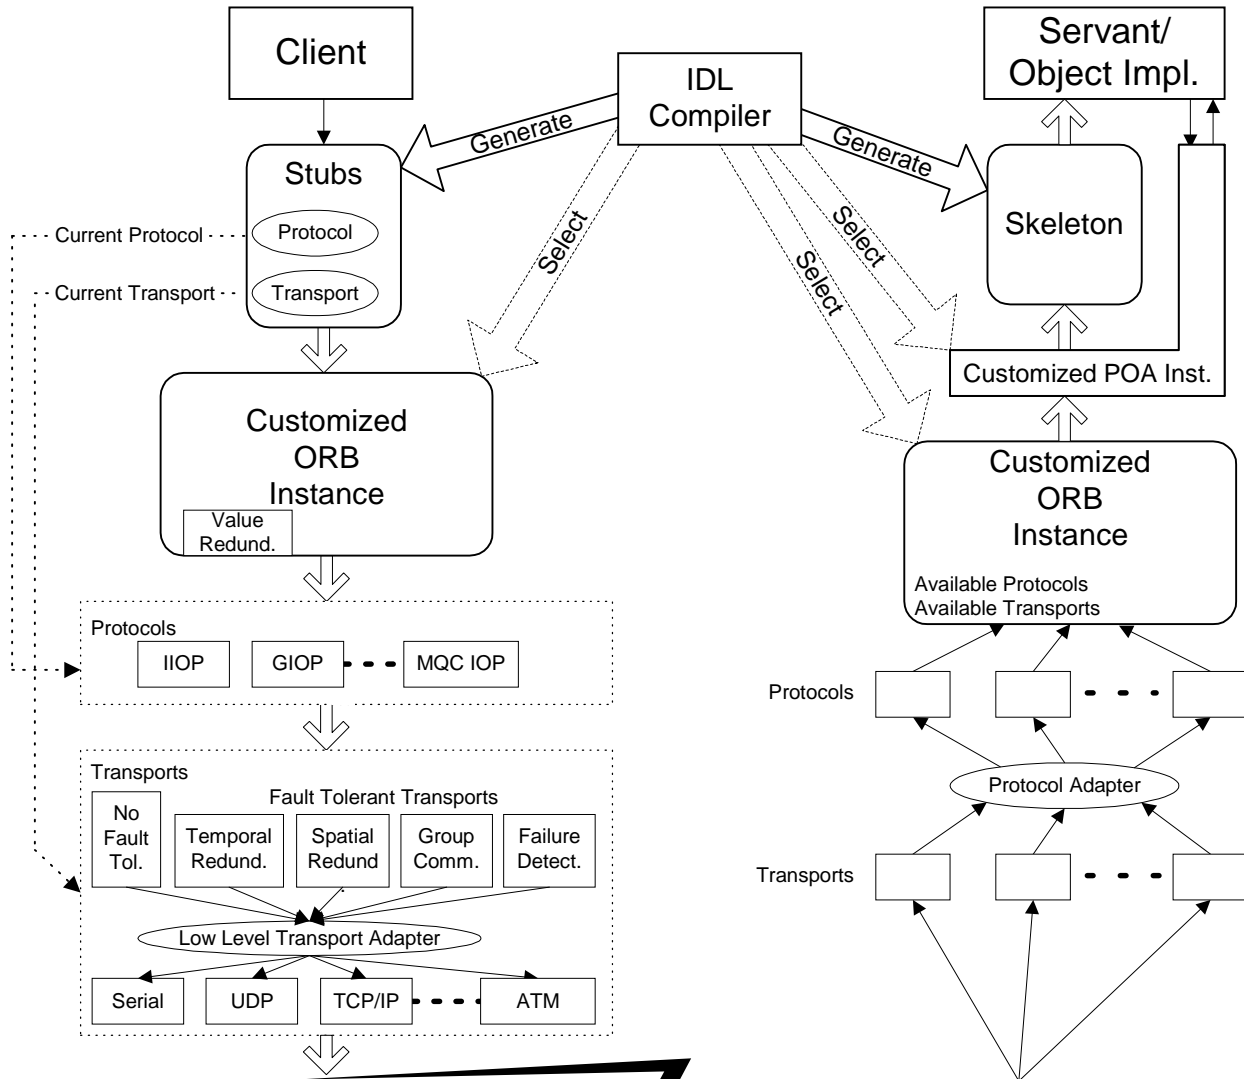 Client
IDL
Compiler
Servant/
Object Impl.
Generate
Generate
Stubs
Protocol
Transport
Current Protocol
Current Transport
Select
Select
Select
Skeleton
Customized POA Inst.
Customized
ORB
Instance
Value
Redund.
Customized
ORB
Instance
Available Protocols
Available Transports
Protocols
IIOP
GIOP
MQC IOP
Protocols
Protocol Adapter
Transports
Transports
Fault Tolerant Transports
No
Fault
Tol.
Temporal
Redund.
Spatial
Redund
Group
Comm.
Failure
Detect.
Low Level Transport Adapter
Serial
UDP
TCP/IP
ATM